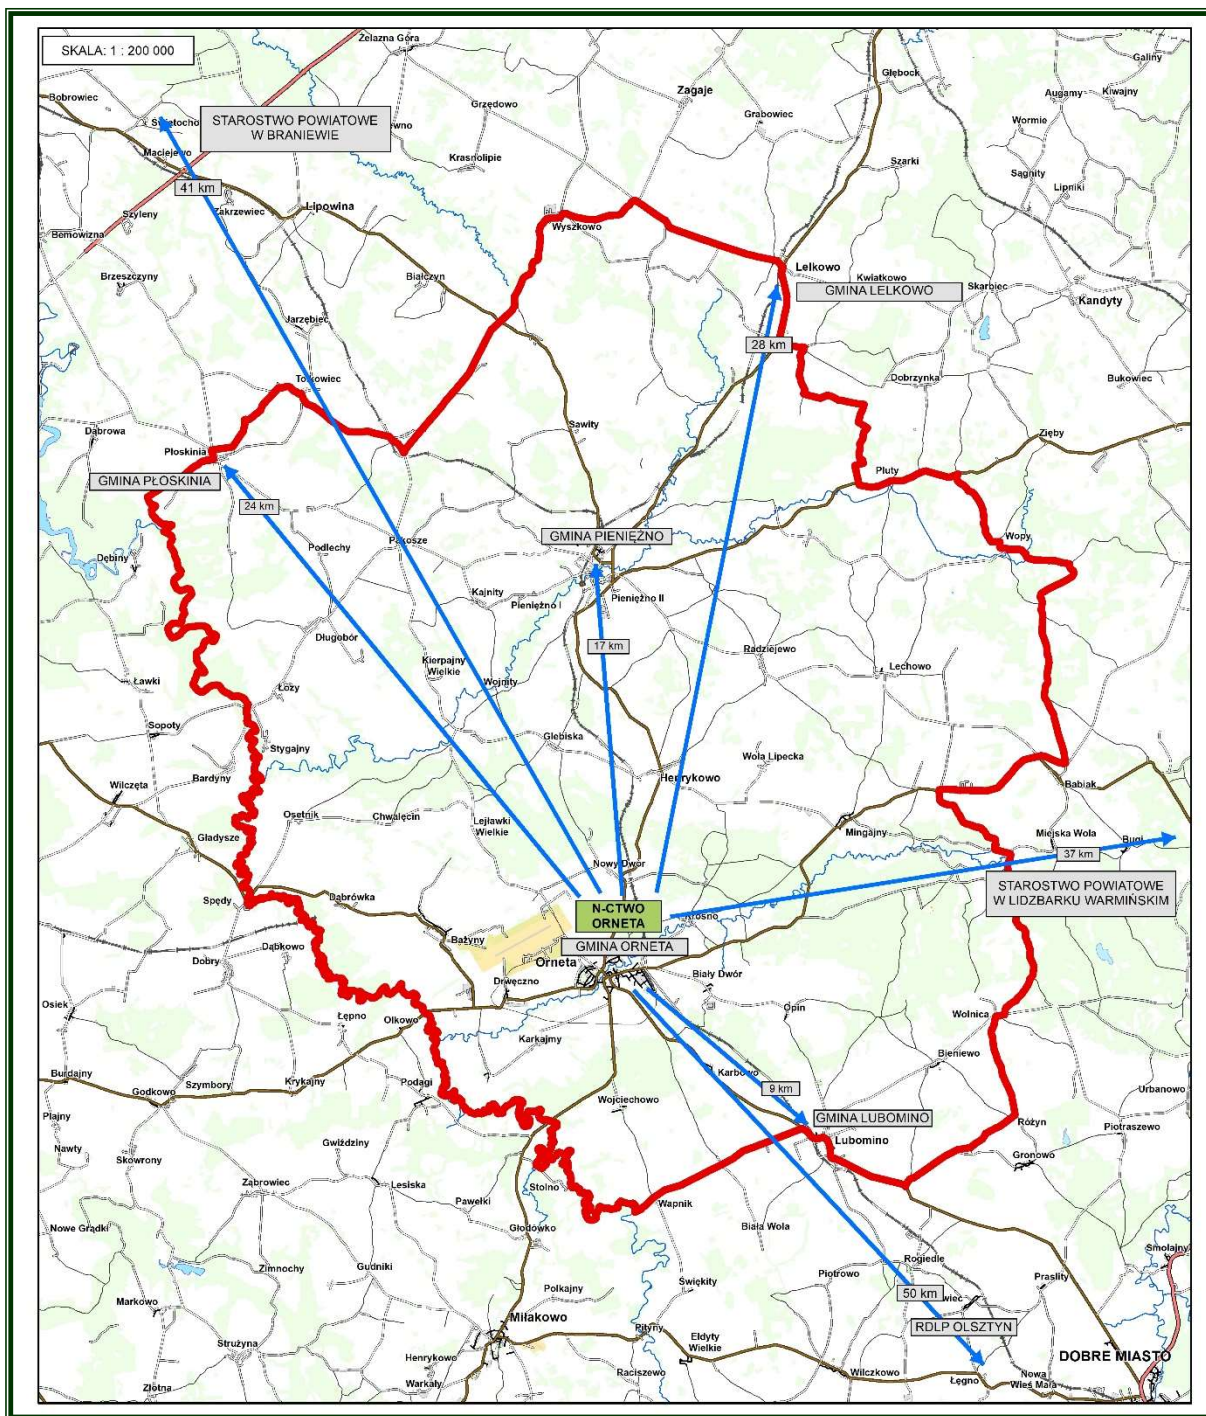 SKALA: 1 : 200 000
Żelazna Góra
Głębock
Galiny
Bobrowiec
Zagaje
Augamy
Kiwajny
Grzędowo
Grabowiec
STAROSTWO POWIATOWE
W BRANIEWIE
Wormie
Maciejewo
Krasnolipie
Szarki
Sągnity
Lipniki
41 km
Szyleny
Zakrzewiec
Lipowina
Bemowizna
Wyszkowo
Brzeszczyny
Białczyn
Lelkowo
Kwiatkowo
GMINA LELKOWO
Skarbiec
Kandyty
Jarzębiec
28 km
Dobrzynka
Bukowiec
Dąbrowa
Sawity
Zięby
Płoskinia
Pluty
GMINA PŁOSKINIA
24 km
GMINA PIENIĘŻNO
Wopy
Dębiny
Podlechy
Pakosze
Kajnity
Pieniężno I
Pieniężno II
Długobór
17 km
Radziejewo
Lechowo
Kierpajny
Wielkie
Ławki
Łozy
Wojnity
Sopoty
Stygajny
Głebiska
Wola Lipecka
Bardyny
Henrykowo
Wilczęta
Babiak
Osetnik
Chwalęcin
Lejławki
Wielkie
Mingajny
Miejska Wola
Bugi
Gładysze
37 km
Nowy Dwór
STAROSTWO POWIATOWE
W LIDZBARKU WARMIŃSKIM
Spędy
Dąbrówka
N-CTWO
ORNETA
Krosno
Bażyny
GMINA ORNETA
Dąbkowo
Dobry
Orneta
Drwęczno
Biały Dwór
Osiek
Łępno
Olkowo
Opin
Wolnica
Karkajmy
Bieniewo
Burdajny
Godkowo
Szymbory
Krykajny
Podagi
Karbowo
9 km
Urbanowo
Plajny
Wojciechowo
GMINA LUBOMINO
Różyn
Piotraszewo
Nawty
Skowrony
Gwiździny
Lubomino
Gronowo
Ząbrowiec
Lesiska
Pawełki
Stolno
Wapnik
Nowe Grądki
Głodówko
Biała Wola
Smolajny
Zimnochy
Gudniki
Rogiedle
Polkajny
Świękity
Piotrowo
Praslity
Markowo
50 km
Miłakowo
RDLP OLSZTYN
Strużyna
Pityny
Eldyty
Wielkie
Henrykowo
DOBRE MIASTO
Złotna
Warkały
Raciszewo
Wilczkowo
Łęgno
Nowa
Wieś Mała